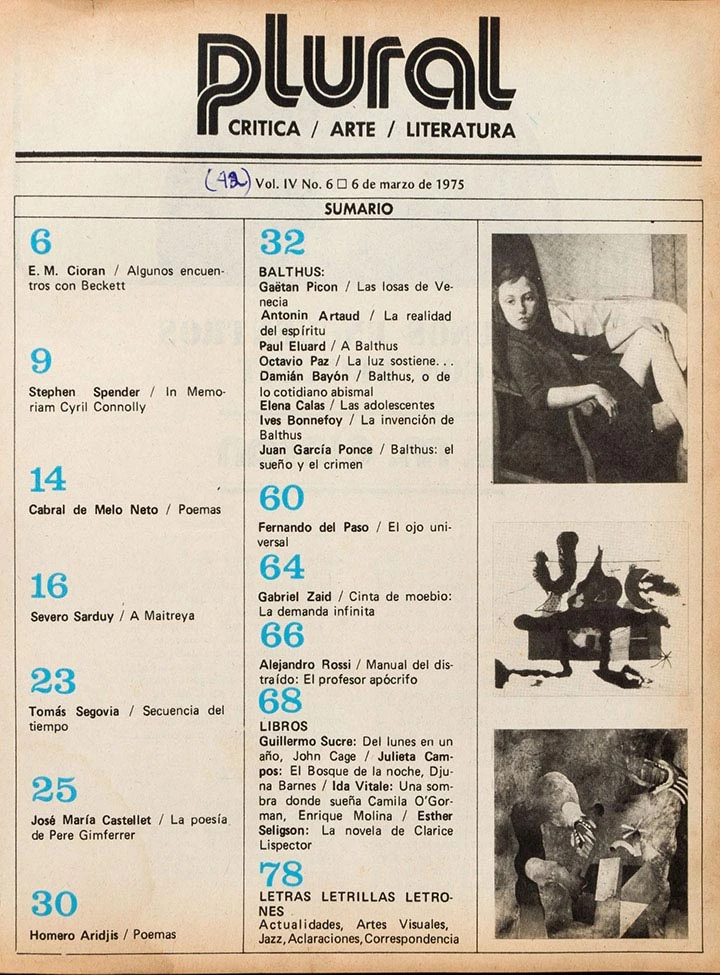 plural
CRITICA / ARTE / LITERATURA
(42) Vol. IV No. 6 □ 6 de marzo de 1975
SUMARIO
6
E. M. Cioran / Algunos encuen-
tros con Beckett
9
Stephen Spender / In Memo-
riam Cyril Connolly
14
Cabral de Melo Neto / Poemas
16
Severo Sarduy / A Maitreya
23
Tomás Segovia / Secuencia del
tiempo
25
José María Castellet / La poesía
de Pere Gimferrer
30
Homero Aridjis / Poemas
32
BALTHUS:
Gaëtan Picon / Las losas de Ve-
necia
Antonin Artaud / La realidad
del espíritu
Paul Eluard / A Balthus
Octavio Paz / La luz sostiene...
Damián Bayón / Balthus, o de
lo cotidiano abismal
Elena Calas / Las adolescentes
Ives Bonnefoy / La invención de
Balthus
Juan García Ponce / Balthus: el
sueño y el crimen
60
Fernando del Paso / El ojo uni-
versal
64
Gabriel Zaid / Cinta de moebio:
La demanda infinita
66
Alejandro Rossi / Manual del dis-
traído: El profesor apócrifo
68
LIBROS
Guillermo Sucre: Del lunes en un
año, John Cage / Julieta Cam-
pos: El Bosque de la noche, Dju-
na Barnes / Ida Vitale: Una som-
bra donde sueña Camila O'Gor-
man, Enrique Molina / Esther
Seligson: La novela de Clarice
Lispector
78
LETRAS LETRILLAS LETRO-
NES
Actualidades, Artes Visuales,
Jazz, Aclaraciones, Correspondencia